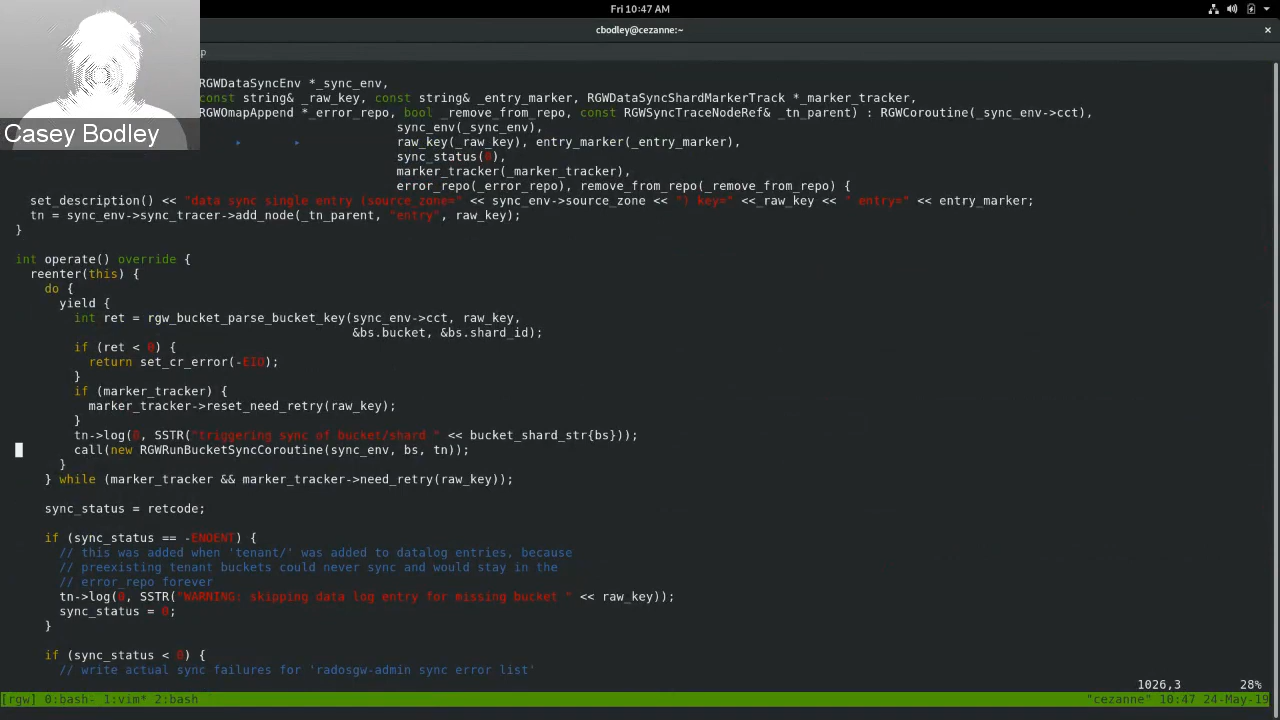 Fri 10:47 AM
cbodley@cezanne:~
Casey Bodley
p
RGWDataSyncEnv *_sync_env,
const string& _raw_key, const string& _entry_marker, RGWDataSyncShardMarkerTrack *_marker_tracker,
RGWOmapAppend *_error_repo, bool _remove_from_repo, const RGWSyncTraceNodeRef& _tn_parent) : RGWCoroutine(_sync_env->cct),
sync_env(_sync_env),
raw_key(_raw_key), entry_marker(_entry_marker),
sync_status(0),
marker_tracker(_marker_tracker),
error_repo(_error_repo), remove_from_repo(_remove_from_repo) {
set_description() << "data sync single entry (source_zone=" << sync_env->source_zone << ") key=" <<_raw_key << " entry=" << entry_marker;
tn = sync_env->sync_tracer->add_node(_tn_parent, "entry", raw_key);
}
int operate() override {
reenter(this) {
do {
yield {
int ret = rgw_bucket_parse_bucket_key(sync_env->cct, raw_key,
&bs.bucket, &bs.shard_id);
if (ret < 0) {
return set_cr_error(-EIO);
}
if (marker_tracker) {
marker_tracker->reset_need_retry(raw_key);
}
tn->log(0, SSTR("triggering sync of bucket/shard " << bucket_shard_str{bs}));
call(new RGWRunBucketSyncCoroutine(sync_env, bs, tn));
}
} while (marker_tracker && marker_tracker->need_retry(raw_key));
sync_status = retcode;
if (sync_status == -ENOENT) {
// this was added when 'tenant/' was added to datalog entries, because
// preexisting tenant buckets could never sync and would stay in the
// error_repo forever
tn->log(0, SSTR("WARNING: skipping data log entry for missing bucket " << raw_key));
sync_status = 0;
}
if (sync_status < 0) {
// write actual sync failures for 'radosgw-admin sync error list'
1026,3 28%
[rgw] 0:bash- 1:vim* 2:bash "cezanne" 10:47 24-May-19